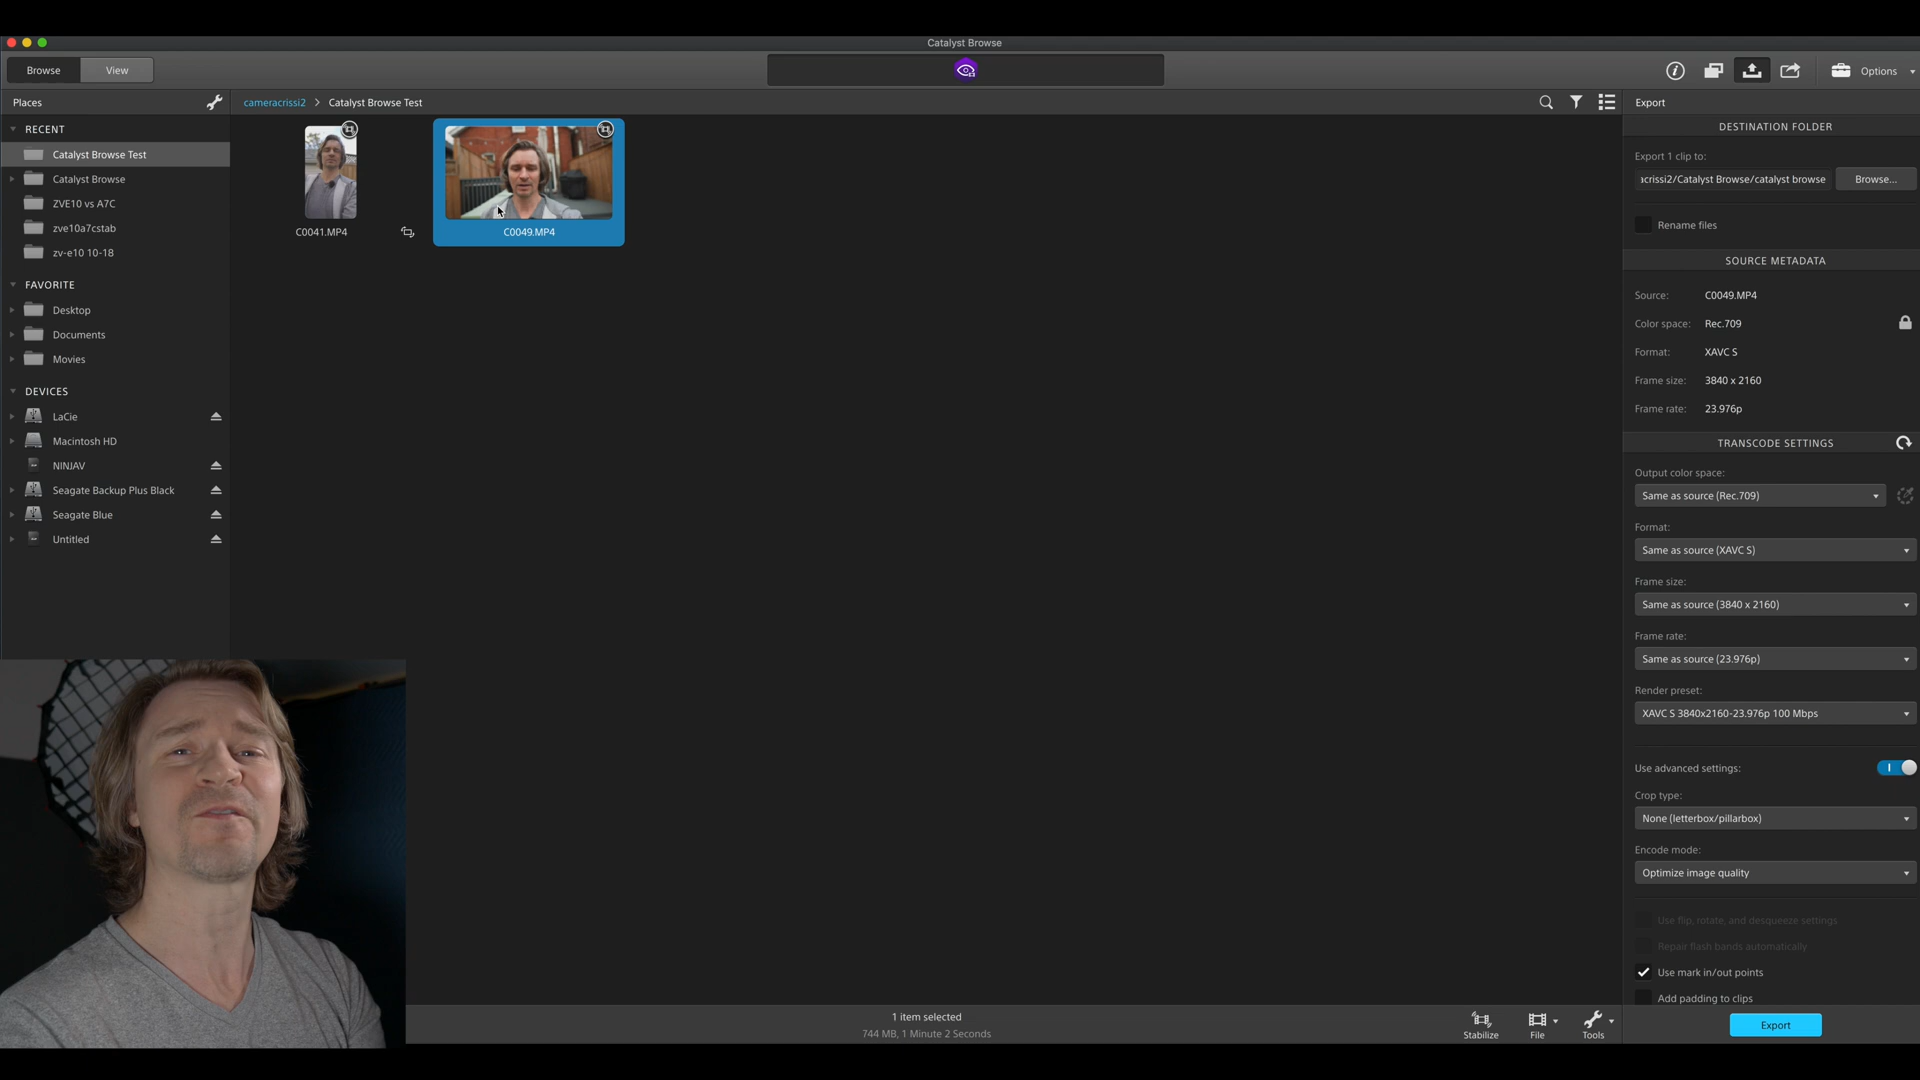 Catalyst Browse
Browse
View
Options
Places
cameracrissi2 > Catalyst Browse Test
Export
RECENT
Catalyst Browse Test
Catalyst Browse
ZVE10 vs A7C
zve10a7cstab
zv-e10 10-18
FAVORITE
Desktop
Documents
Movies
DEVICES
LaCie
Macintosh HD
NINJAV
Seagate Backup Plus Black
Seagate Blue
Untitled
C0041.MP4
C0049.MP4
1 item selected
744 MB, 1 Minute 2 Seconds
Stabilize
File
Tools
DESTINATION FOLDER
Export 1 clip to:
acrissi2/Catalyst Browse/catalyst browse
Browse...
Rename files
SOURCE METADATA
Source: C0049.MP4
Color space: Rec.709
Format: XAVC S
Frame size: 3840 x 2160
Frame rate: 23.976p
TRANSCODE SETTINGS
Output color space:
Same as source (Rec.709)
Format:
Same as source (XAVC S)
Frame size:
Same as source (3840 x 2160)
Frame rate:
Same as source (23.976p)
Render preset:
XAVC S 3840x2160-23.976p 100 Mbps
Use advanced settings:
Crop type:
None (letterbox/pillarbox)
Encode mode:
Optimize image quality
Use flip, rotate, and desqueeze settings
Repair flash bands automatically
Use mark in/out points
Add padding to clips
Export